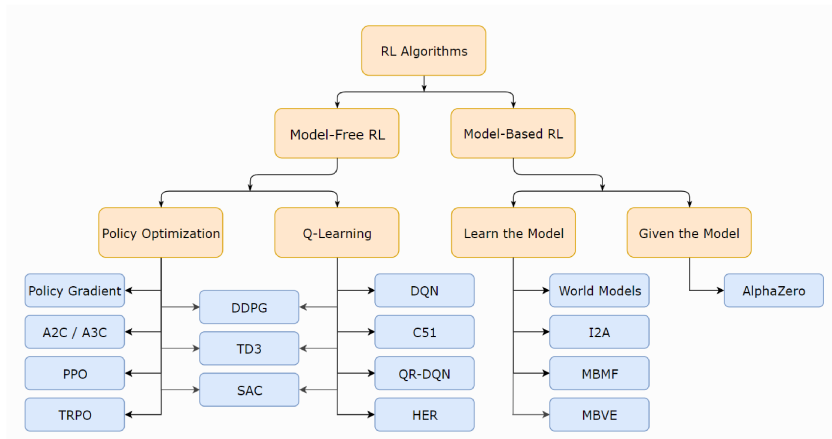 RL Algorithms
Model-Free RL
Model-Based RL
Policy Optimization
Q-Learning
Learn the Model
Given the Model
Policy Gradient
DDPG
DQN
World Models
AlphaZero
A2C / A3C
TD3
C51
I2A
PPO
SAC
QR-DQN
MBMF
TRPO
HER
MBVE